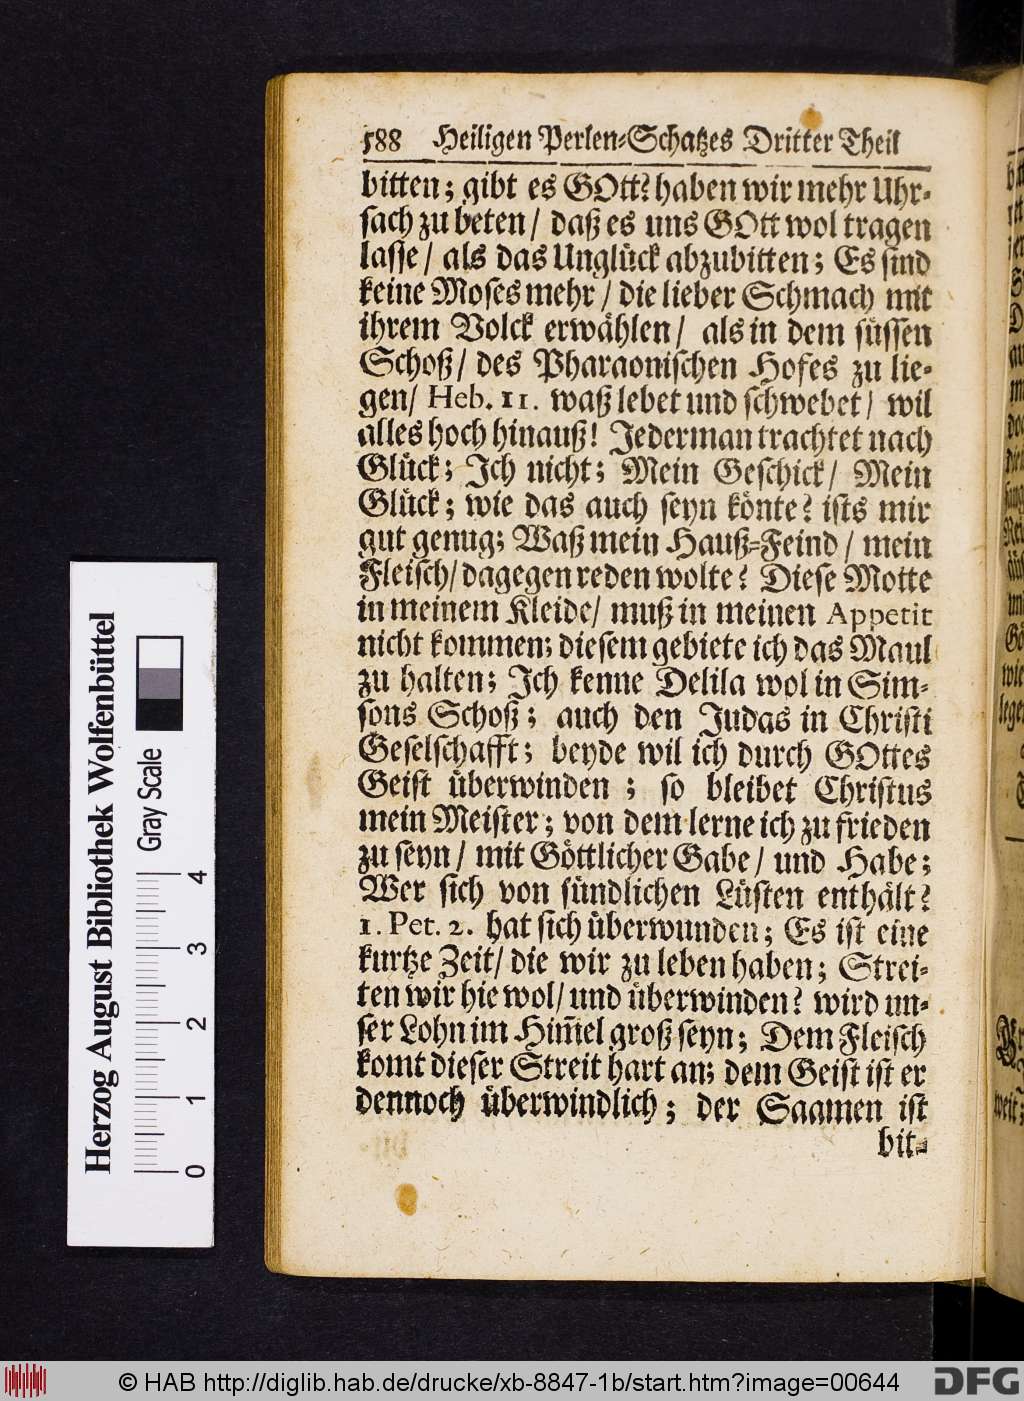 588 Heiligen Perlen-Schatzes Dritter Theil
bitten; gibt es GOtt? haben wir mehr Uhr-
sach zu beten / daß es uns GOtt wol tragen
lasse / als das Unglück abzubitten; Es sind
keine Moses mehr / die lieber Schmach mit
ihrem Volck erwählen / als in dem süssen
Schoß / des Pharaonischen Hofes zu lie-
gen / Heb. 11. waß lebet und schwebet / wil
alles hoch hinauß! Jederman trachtet nach
Glück; Ich nicht; Mein Geschick / Mein
Glück; wie das auch seyn könte? ists mir
gut genug; Waß mein Hauß-Feind / mein
Fleisch / dagegen reden wolte? Diese Motte
in meinem Kleide / muß in meinen Appetit
nicht kommen; diesem gebiete ich das Maul
zu halten; Ich kenne Delila wol in Sim-
sons Schoß; auch den Judas in Christi
Geselschafft; beyde wil ich durch GOttes
Geist überwinden; so bleibet Christus
mein Meister; von dem lerne ich zu frieden
zu seyn / mit Göttlicher Gabe / und Habe;
Wer sich von sündlichen Lüsten enthält?
1. Pet. 2. hat sich überwunden; Es ist eine
kurtze Zeit / die wir zu leben haben; Strei-
ten wir hie wol / und überwinden? wird un-
ser Lohn im Him̄el groß seyn; Dem Fleisch
komt dieser Streit hart an; dem Geist ist er
dennoch überwindlich; der Saamen ist
bit-
Herzog August Bibliothek Wolfenbüttel
Gray Scale
0 1 2 3 4
© HAB http://diglib.hab.de/drucke/xb-8847-1b/start.htm?image=00644
DFG